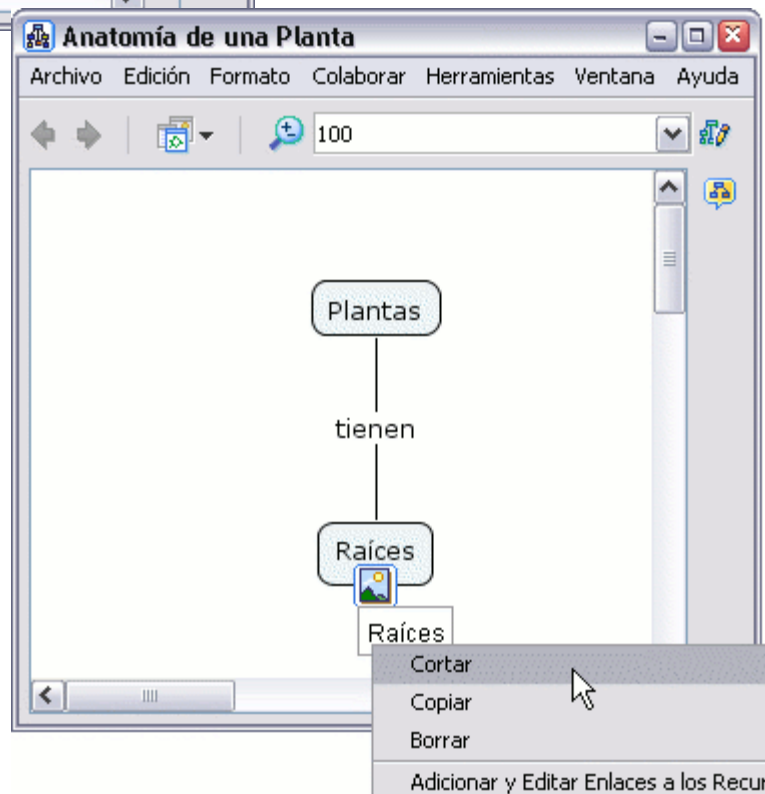 Anatomía de una Planta
Archivo Edición Formato Colaborar Herramientas Ventana Ayuda
100
Plantas
tienen
Raíces
Raíces
Cortar
Copiar
Borrar
Adicionar y Editar Enlaces a los Recur